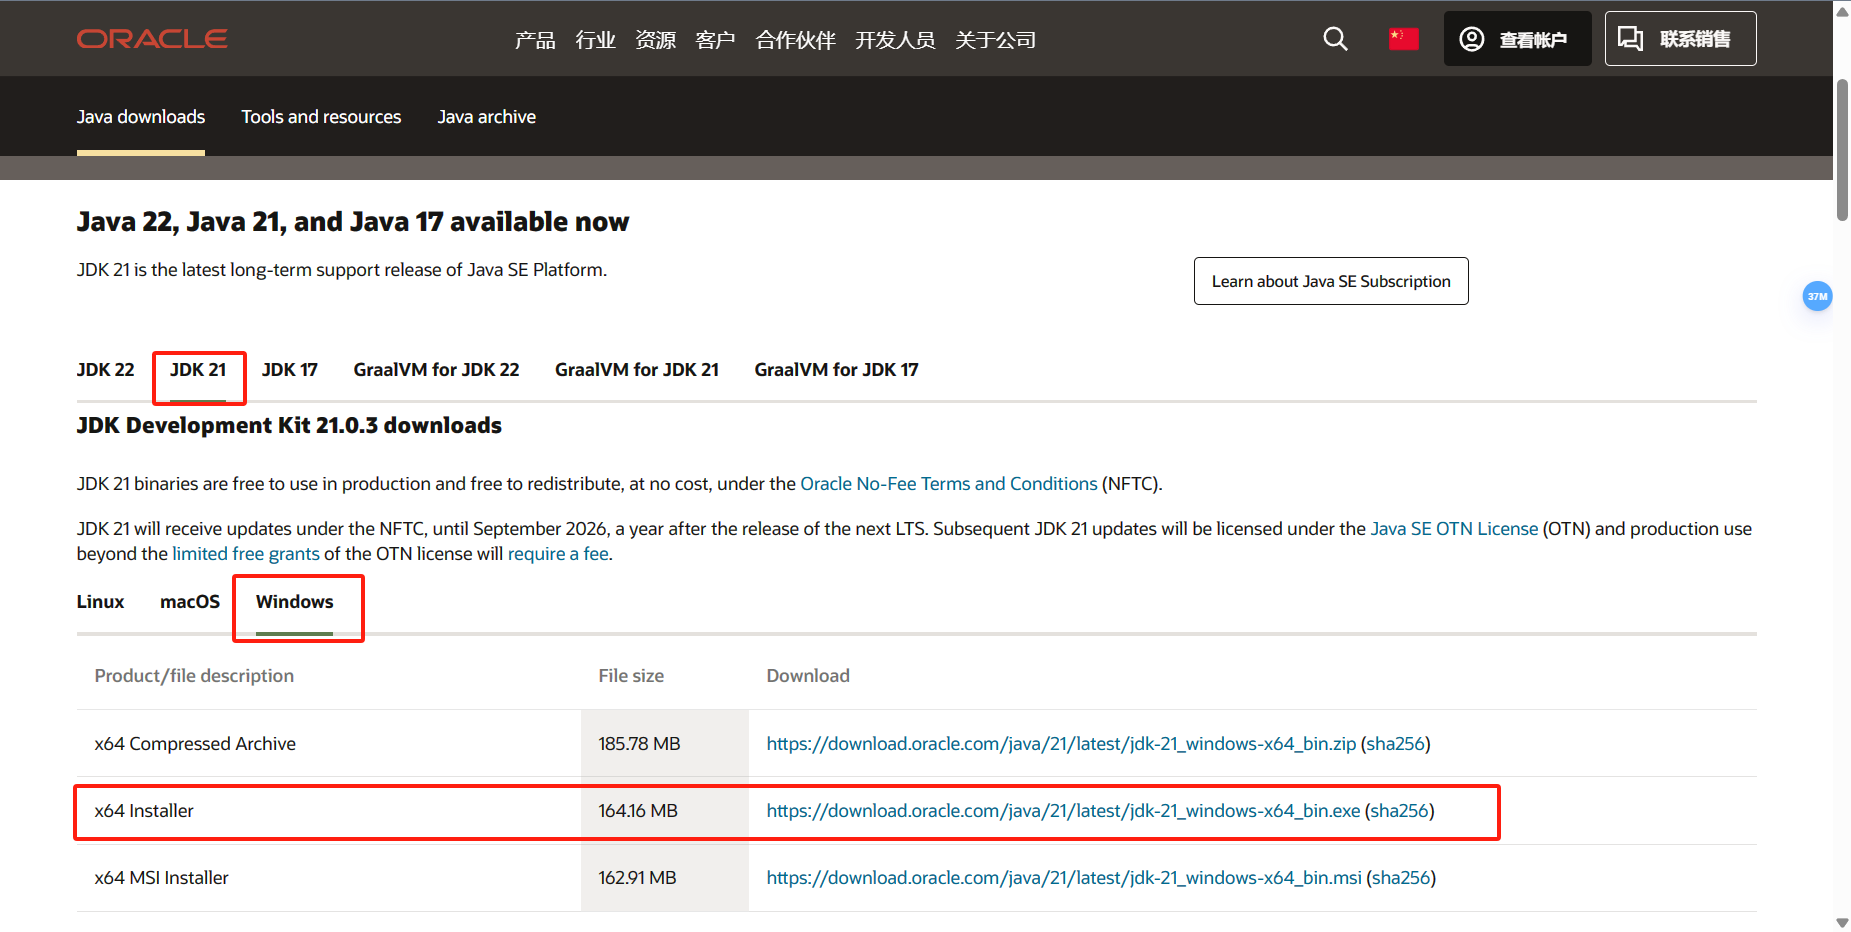 ORACLE
产品 行业 资源 客户 合作伙伴 开发人员 关于公司
查看帐户
联系销售
Java downloads Tools and resources Java archive
Java 22, Java 21, and Java 17 available now
JDK 21 is the latest long-term support release of Java SE Platform.
Learn about Java SE Subscription
37M
JDK 22 JDK 21 JDK 17 GraalVM for JDK 22 GraalVM for JDK 21 GraalVM for JDK 17
JDK Development Kit 21.0.3 downloads
JDK 21 binaries are free to use in production and free to redistribute, at no cost, under the Oracle No-Fee Terms and Conditions (NFTC).
JDK 21 will receive updates under the NFTC, until September 2026, a year after the release of the next LTS. Subsequent JDK 21 updates will be licensed under the Java SE OTN License (OTN) and production use
beyond the limited free grants of the OTN license will require a fee.
Linux macOS Windows
Product/file description File size Download
x64 Compressed Archive 185.78 MB https://download.oracle.com/java/21/latest/jdk-21_windows-x64_bin.zip (sha256)
x64 Installer 164.16 MB https://download.oracle.com/java/21/latest/jdk-21_windows-x64_bin.exe (sha256)
x64 MSI Installer 162.91 MB https://download.oracle.com/java/21/latest/jdk-21_windows-x64_bin.msi (sha256)